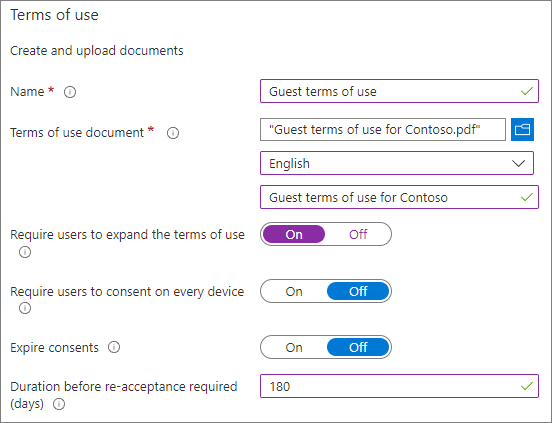 Terms of use
Create and upload documents
Name *
Guest terms of use
Terms of use document *
"Guest terms of use for Contoso.pdf"
English
Guest terms of use for Contoso
Require users to expand the terms of use
On Off
Require users to consent on every device
On Off
Expire consents
On Off
Duration before re-acceptance required
(days)
180